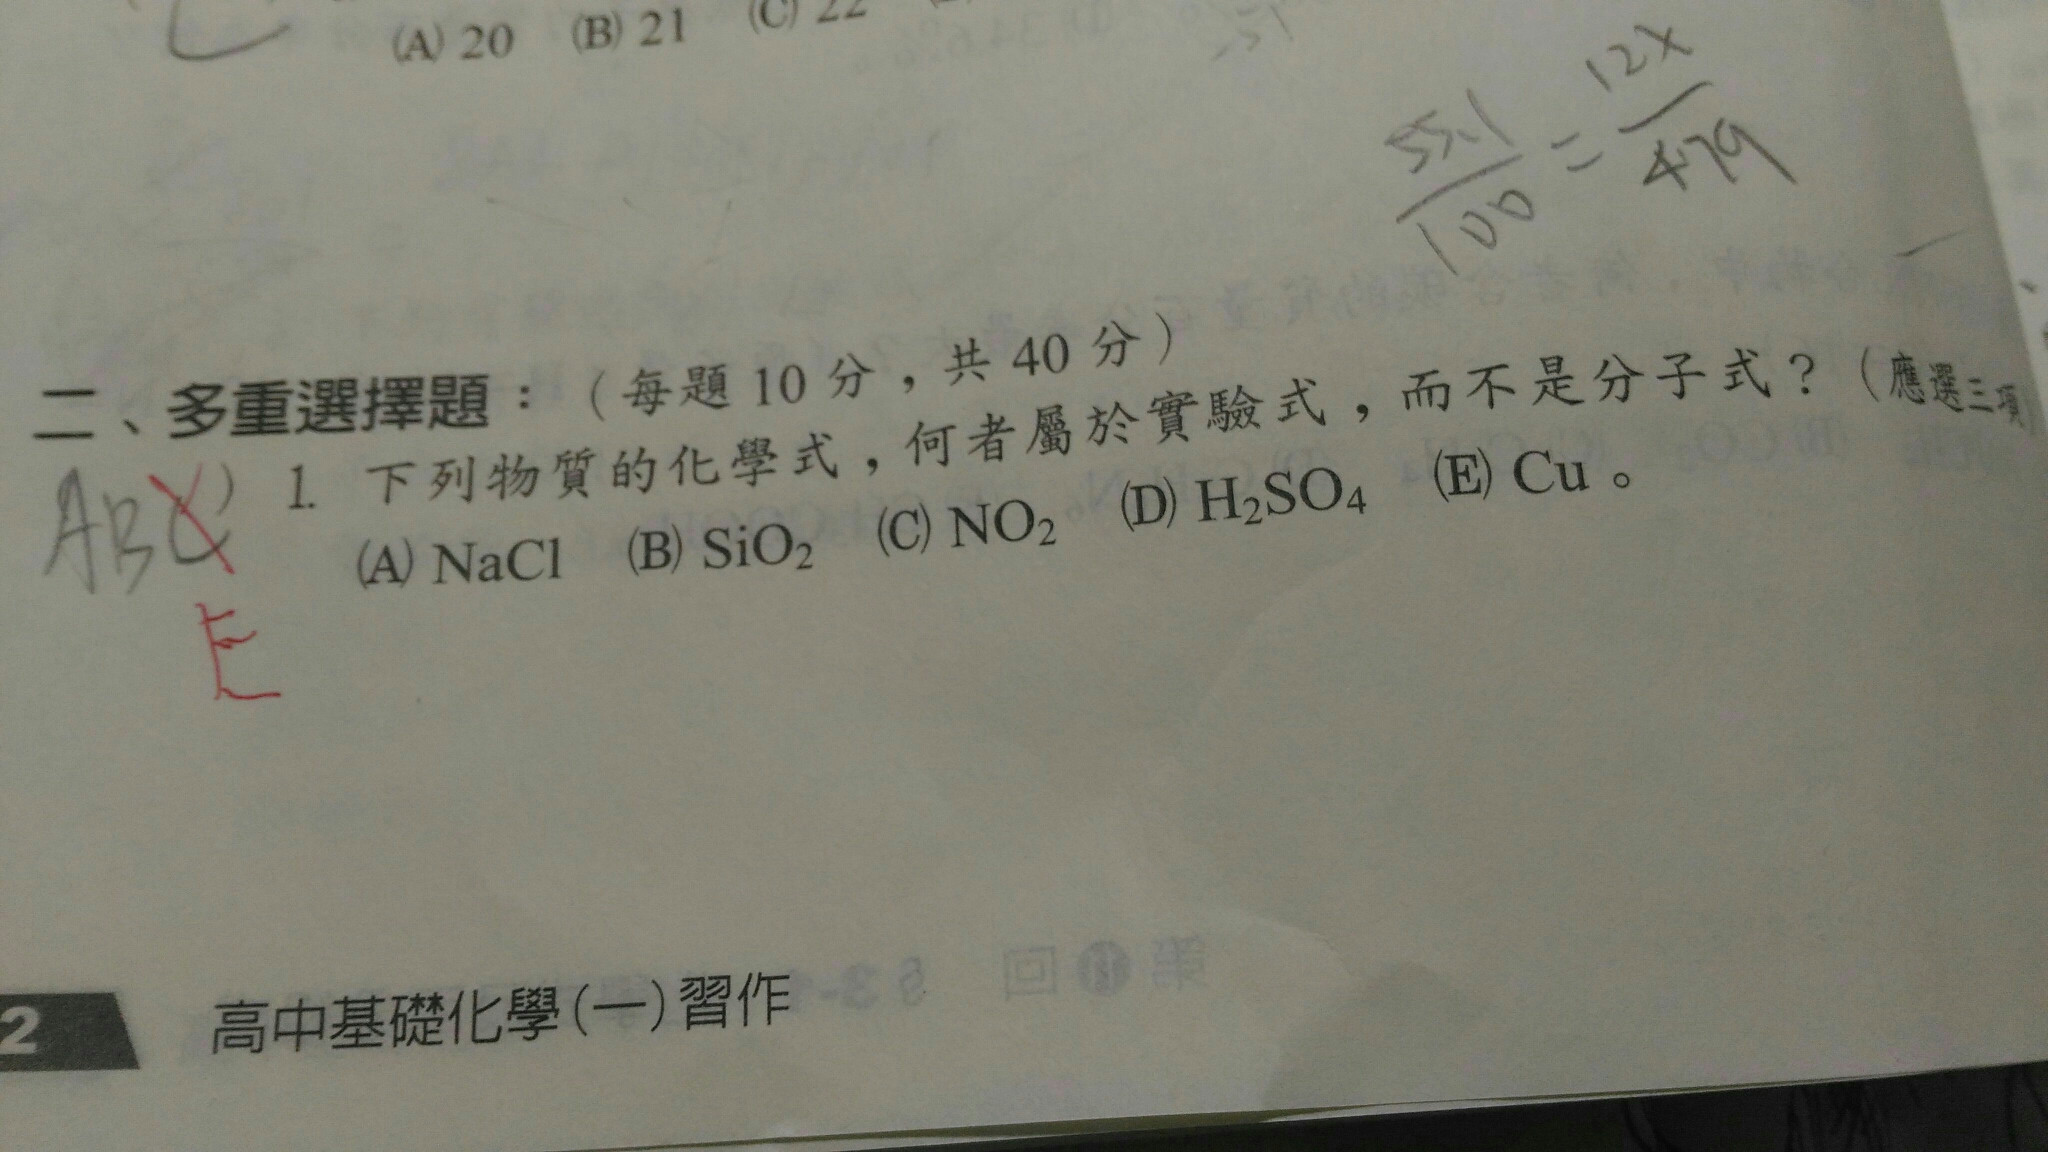 (A) 20 (B) 21 (C) 22
55.1/100 = 12x/479
二、多重選擇題：（每題 10 分，共 40 分）
ABC ) 1. 下列物質的化學式，何者屬於實驗式，而不是分子式？（應選三項
(A) NaCl (B) SiO₂ (C) NO₂ (D) H₂SO₄ (E) Cu。
E
2 高中基礎化學(一)習作